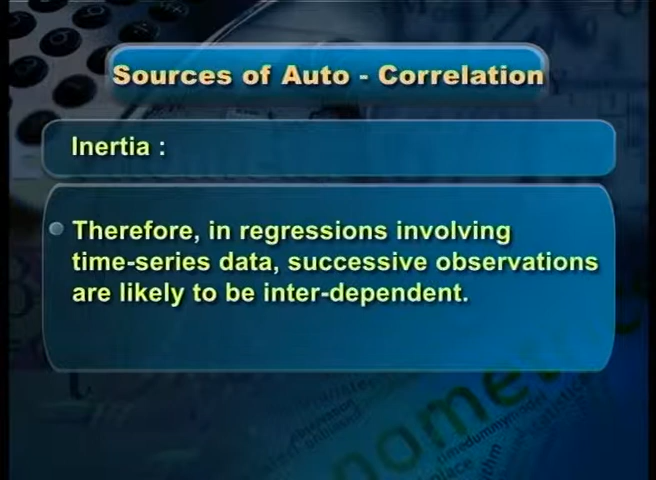 Sources of Auto - Correlation
Inertia :
Therefore, in regressions involving
time-series data, successive observations
are likely to be inter-dependent.
nometric